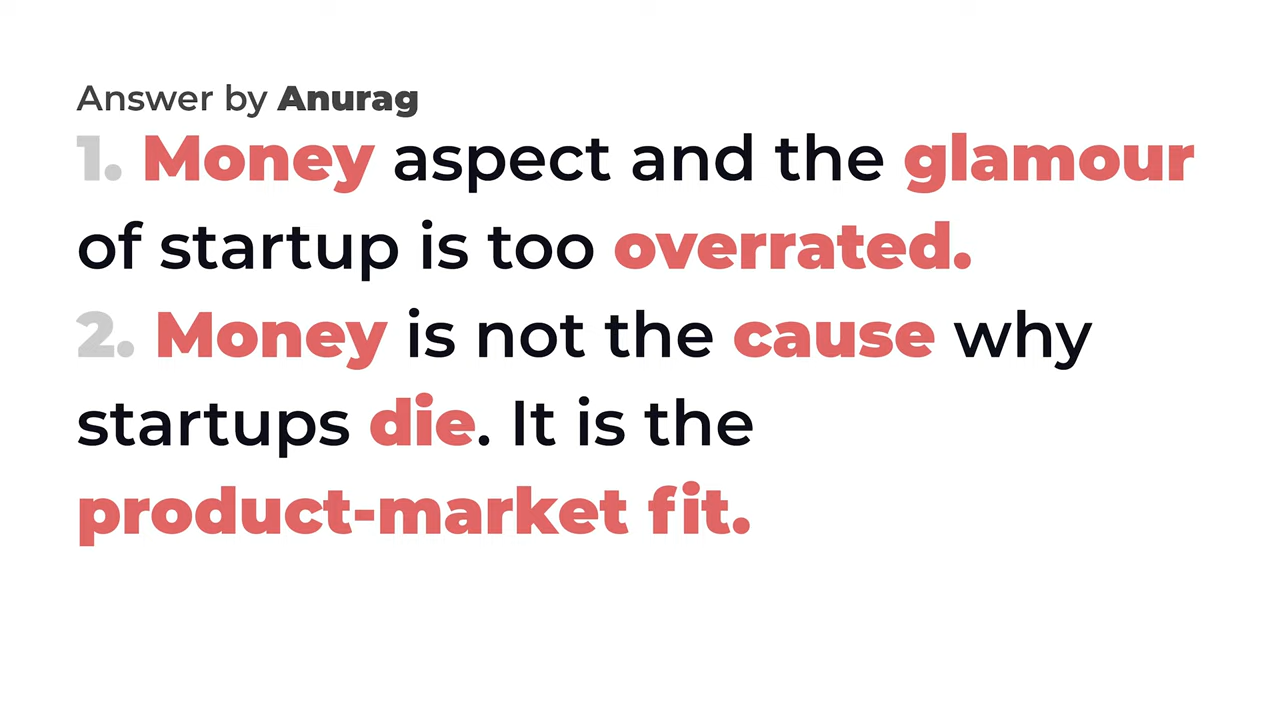 Answer by Anurag
1. Money aspect and the glamour
of startup is too overrated.
2. Money is not the cause why
startups die. It is the
product-market fit.